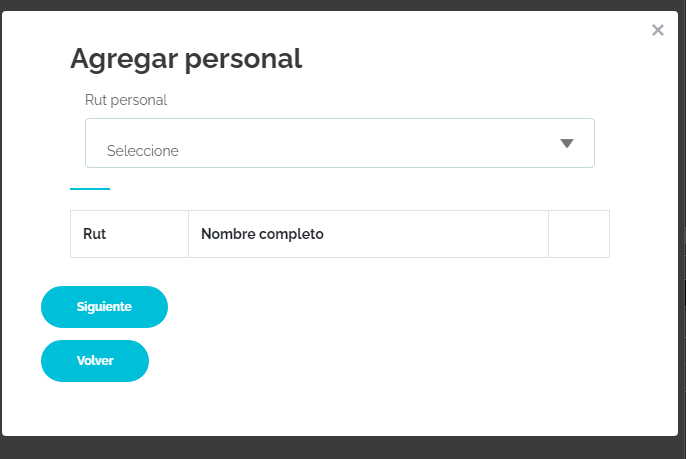 Agregar personal
Rut personal
Seleccione
Rut Nombre completo
Siguiente
Volver